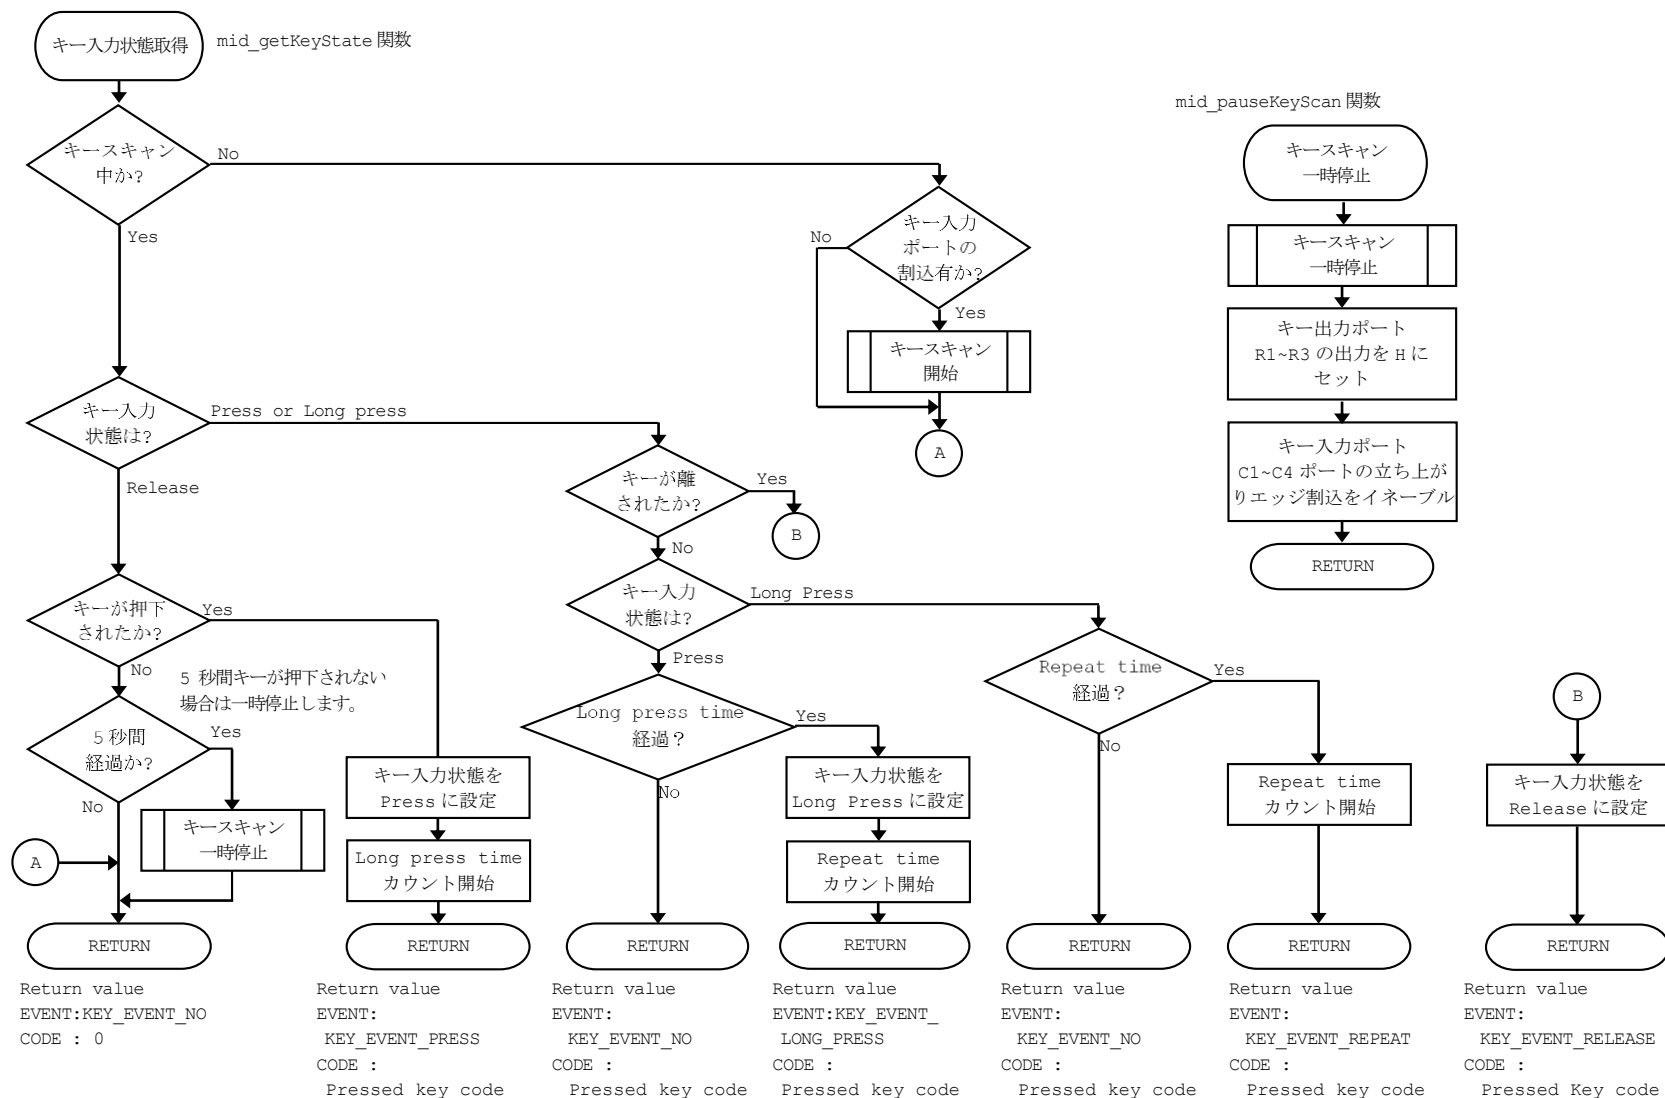 キー入力状態取得
mid_getKeyState 関数
キースキャン
中か?
No
Yes
キー入力
ポートの
割込有か?
No
Yes
キースキャン
開始
A
mid_pauseKeyScan 関数
キースキャン
一時停止
キースキャン
一時停止
キー出力ポート
R1~R3 の出力を H に
セット
キー入力ポート
C1~C4 ポートの立ち上が
りエッジ割込をイネーブル
RETURN
キー入力
状態は?
Press or Long press
Release
キーが離
されたか?
Yes
B
No
キー入力
状態は?
Long Press
Press
キーが押下
されたか?
Yes
No
5 秒間キーが押下されない
場合は一時停止します。
5 秒間
経過か?
Yes
No
キースキャン
一時停止
A
キー入力状態を
Press に設定
Long press time
カウント開始
Long press time
経過？
Yes
No
キー入力状態を
Long Press に設定
Repeat time
カウント開始
Repeat time
経過？
Yes
No
Repeat time
カウント開始
B
キー入力状態を
Release に設定
RETURN
RETURN
RETURN
RETURN
RETURN
RETURN
RETURN
Return value
EVENT:KEY_EVENT_NO
CODE : 0
Return value
EVENT:
KEY_EVENT_PRESS
CODE :
Pressed key code
Return value
EVENT:
KEY_EVENT_NO
CODE :
Pressed key code
Return value
EVENT:KEY_EVENT_
LONG_PRESS
CODE :
Pressed key code
Return value
EVENT:
KEY_EVENT_NO
CODE :
Pressed key code
Return value
EVENT:
KEY_EVENT_REPEAT
CODE :
Pressed key code
Return value
EVENT:
KEY_EVENT_RELEASE
CODE :
Pressed Key code